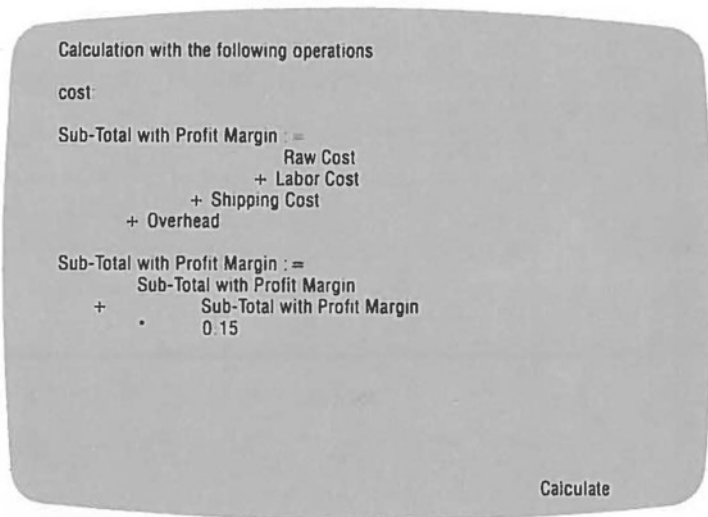 Calculation with the following operations
cost:
Sub-Total with Profit Margin : =
Raw Cost
+ Labor Cost
+ Shipping Cost
+ Overhead
Sub-Total with Profit Margin : =
Sub-Total with Profit Margin
+ Sub-Total with Profit Margin
* 0.15
Calculate